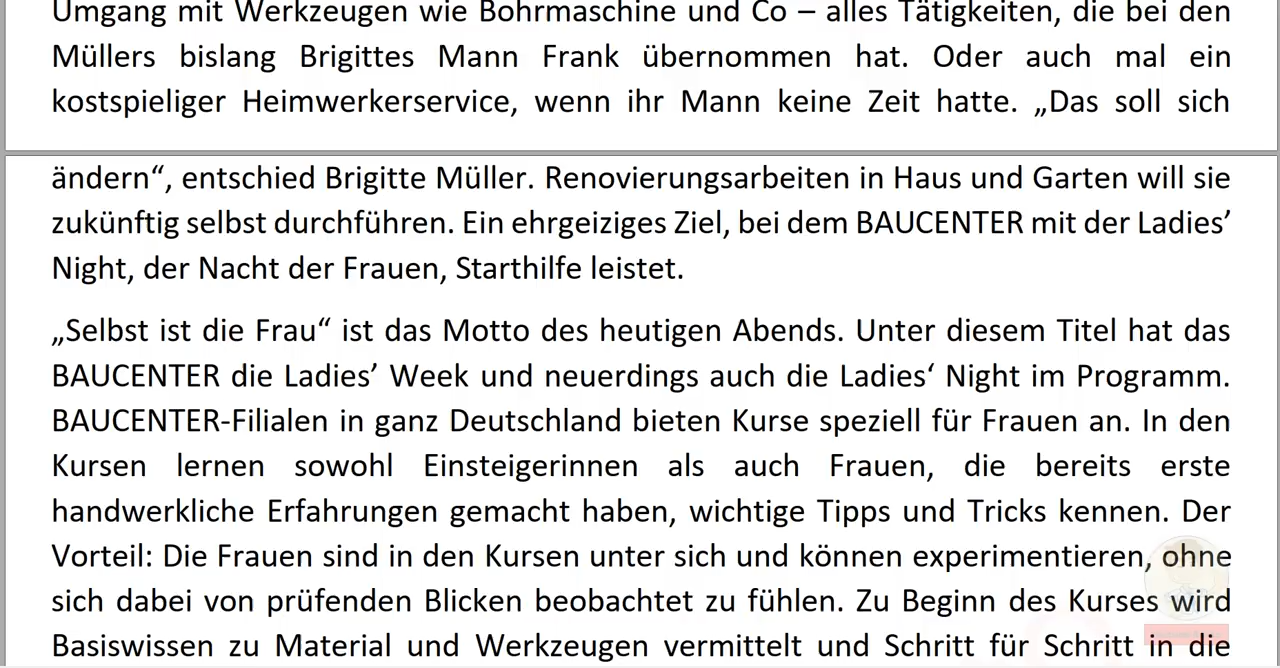 Umgang mit Werkzeugen wie Bohrmaschine und Co – alles Tätigkeiten, die bei den
Müllers bislang Brigittes Mann Frank übernommen hat. Oder auch mal ein
kostspieliger Heimwerkerservice, wenn ihr Mann keine Zeit hatte. „Das soll sich
ändern“, entschied Brigitte Müller. Renovierungsarbeiten in Haus und Garten will sie
zukünftig selbst durchführen. Ein ehrgeiziges Ziel, bei dem BAUCENTER mit der Ladies’
Night, der Nacht der Frauen, Starthilfe leistet.
„Selbst ist die Frau“ ist das Motto des heutigen Abends. Unter diesem Titel hat das
BAUCENTER die Ladies’ Week und neuerdings auch die Ladies‘ Night im Programm.
BAUCENTER-Filialen in ganz Deutschland bieten Kurse speziell für Frauen an. In den
Kursen lernen sowohl Einsteigerinnen als auch Frauen, die bereits erste
handwerkliche Erfahrungen gemacht haben, wichtige Tipps und Tricks kennen. Der
Vorteil: Die Frauen sind in den Kursen unter sich und können experimentieren, ohne
sich dabei von prüfenden Blicken beobachtet zu fühlen. Zu Beginn des Kurses wird
Basiswissen zu Material und Werkzeugen vermittelt und Schritt für Schritt in die